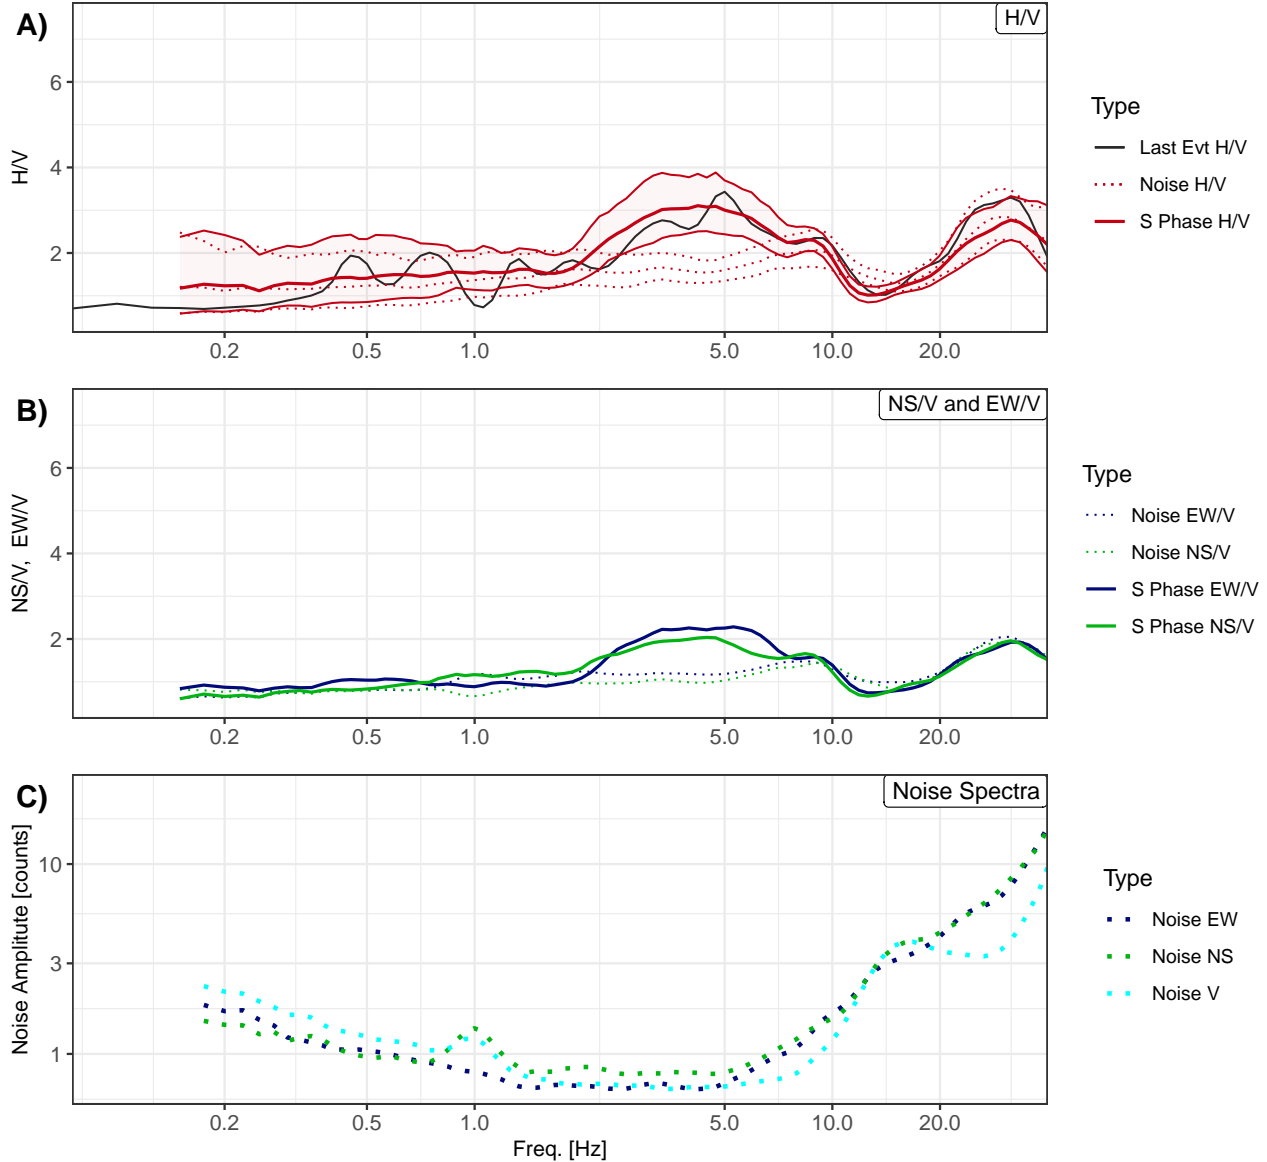 A)
H/V
H/V
6
4
2
0.2 0.5 1.0 5.0 10.0 20.0
Type
Last Evt H/V
Noise H/V
S Phase H/V
B)
NS/V and EW/V
NS/V, EW/V
6
4
2
0.2 0.5 1.0 5.0 10.0 20.0
Type
Noise EW/V
Noise NS/V
S Phase EW/V
S Phase NS/V
C)
Noise Spectra
Noise Amplitute [counts]
10
3
1
0.2 0.5 1.0 5.0 10.0 20.0
Freq. [Hz]
Type
Noise EW
Noise NS
Noise V